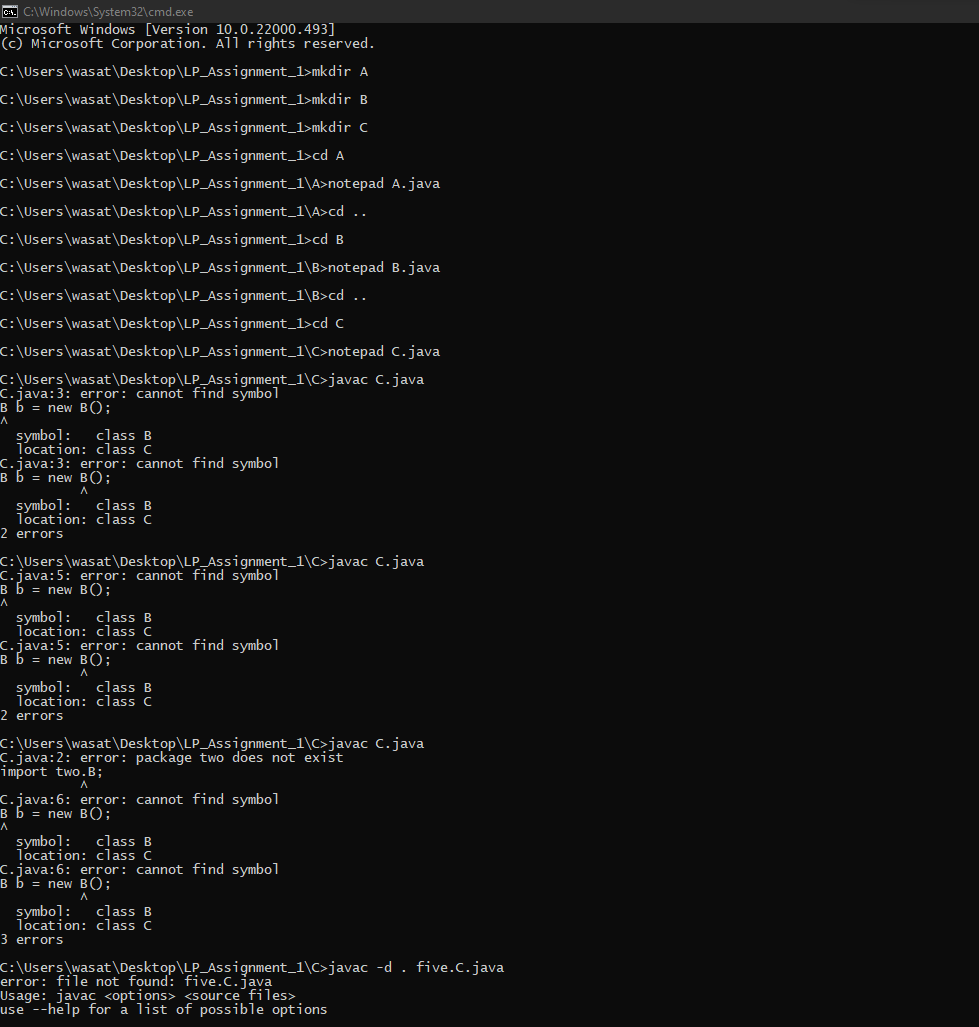 C:\Windows\System32\cmd.exe
Microsoft Windows [Version 10.0.22000.493]
(c) Microsoft Corporation. All rights reserved.
C:\Users\wasat\Desktop\LP_Assignment_1>mkdir A
C:\Users\wasat\Desktop\LP_Assignment_1>mkdir B
C:\Users\wasat\Desktop\LP_Assignment_1>mkdir C
C:\Users\wasat\Desktop\LP_Assignment_1>cd A
C:\Users\wasat\Desktop\LP_Assignment_1\A>notepad A.java
C:\Users\wasat\Desktop\LP_Assignment_1\A>cd ..
C:\Users\wasat\Desktop\LP_Assignment_1>cd B
C:\Users\wasat\Desktop\LP_Assignment_1\B>notepad B.java
C:\Users\wasat\Desktop\LP_Assignment_1\B>cd ..
C:\Users\wasat\Desktop\LP_Assignment_1>cd C
C:\Users\wasat\Desktop\LP_Assignment_1\C>notepad C.java
C:\Users\wasat\Desktop\LP_Assignment_1\C>javac C.java
C.java:3: error: cannot find symbol
B b = new B();
^
  symbol:   class B
  location: class C
C.java:3: error: cannot find symbol
B b = new B();
          ^
  symbol:   class B
  location: class C
2 errors
C:\Users\wasat\Desktop\LP_Assignment_1\C>javac C.java
C.java:5: error: cannot find symbol
B b = new B();
^
  symbol:   class B
  location: class C
C.java:5: error: cannot find symbol
B b = new B();
          ^
  symbol:   class B
  location: class C
2 errors
C:\Users\wasat\Desktop\LP_Assignment_1\C>javac C.java
C.java:2: error: package two does not exist
import two.B;
          ^
C.java:6: error: cannot find symbol
B b = new B();
^
  symbol:   class B
  location: class C
C.java:6: error: cannot find symbol
B b = new B();
          ^
  symbol:   class B
  location: class C
3 errors
C:\Users\wasat\Desktop\LP_Assignment_1\C>javac -d . five.C.java
error: file not found: five.C.java
Usage: javac <options> <source files>
use --help for a list of possible options